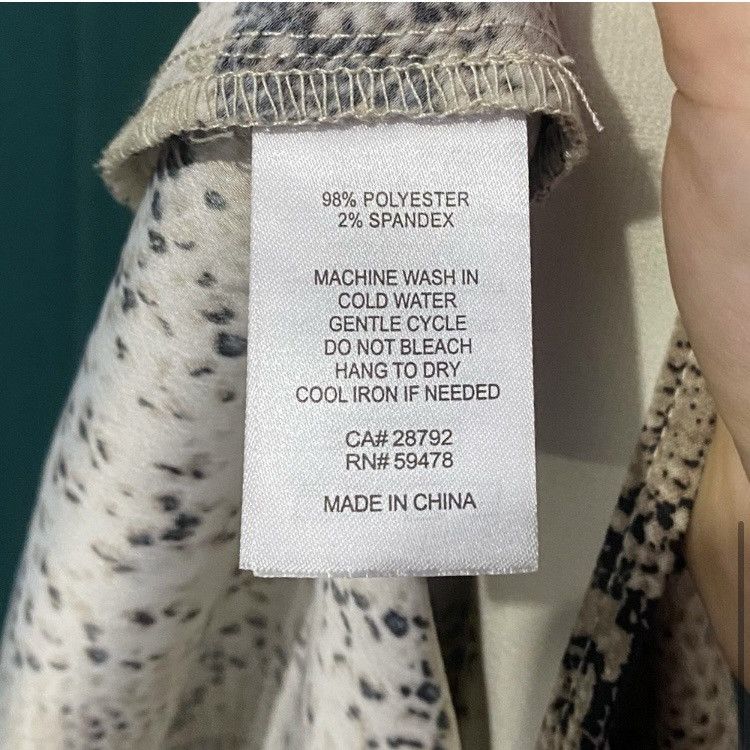 98% POLYESTER
2% SPANDEX
MACHINE WASH IN
COLD WATER
GENTLE CYCLE
DO NOT BLEACH
HANG TO DRY
COOL IRON IF NEEDED
CA# 28792
RN# 59478
MADE IN CHINA